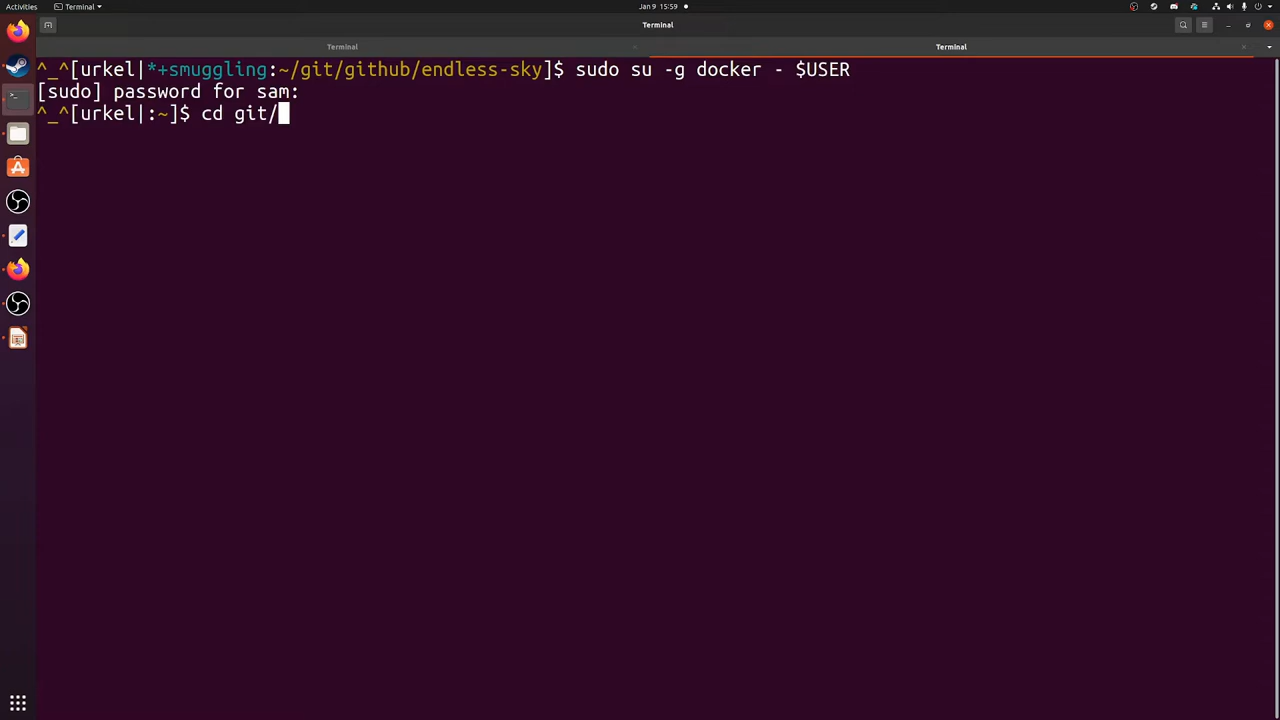 Activities
Terminal
Jan 9 15:59
Terminal
Terminal
Terminal
^_^[urkel|*+smuggling:~/git/github/endless-sky]$ sudo su -g docker - $USER
[sudo] password for sam:
^_^[urkel|:~]$ cd git/